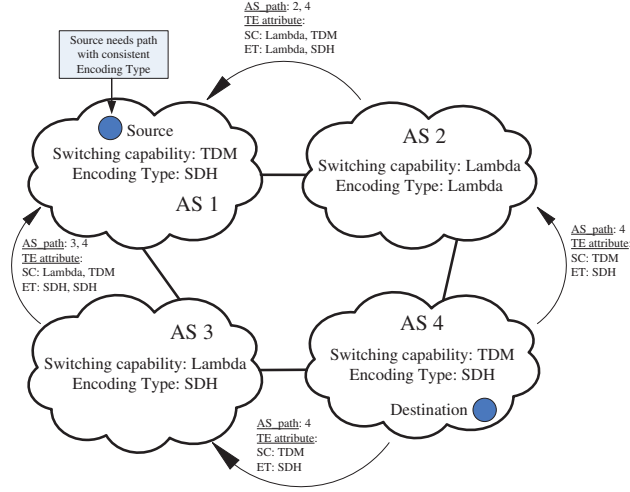 AS_path: 2, 4
TE attribute:
SC: Lambda, TDM
ET: Lambda, SDH
Source needs path
with consistent
Encoding Type
Source
Switching capability: TDM
Encoding Type: SDH
AS 1
AS 2
Switching capability: Lambda
Encoding Type: Lambda
AS_path: 4
TE attribute:
SC: TDM
ET: SDH
AS_path: 3, 4
TE attribute:
SC: Lambda, TDM
ET: SDH, SDH
AS 3
Switching capability: Lambda
Encoding Type: SDH
AS 4
Switching capability: TDM
Encoding Type: SDH
Destination
AS_path: 4
TE attribute:
SC: TDM
ET: SDH